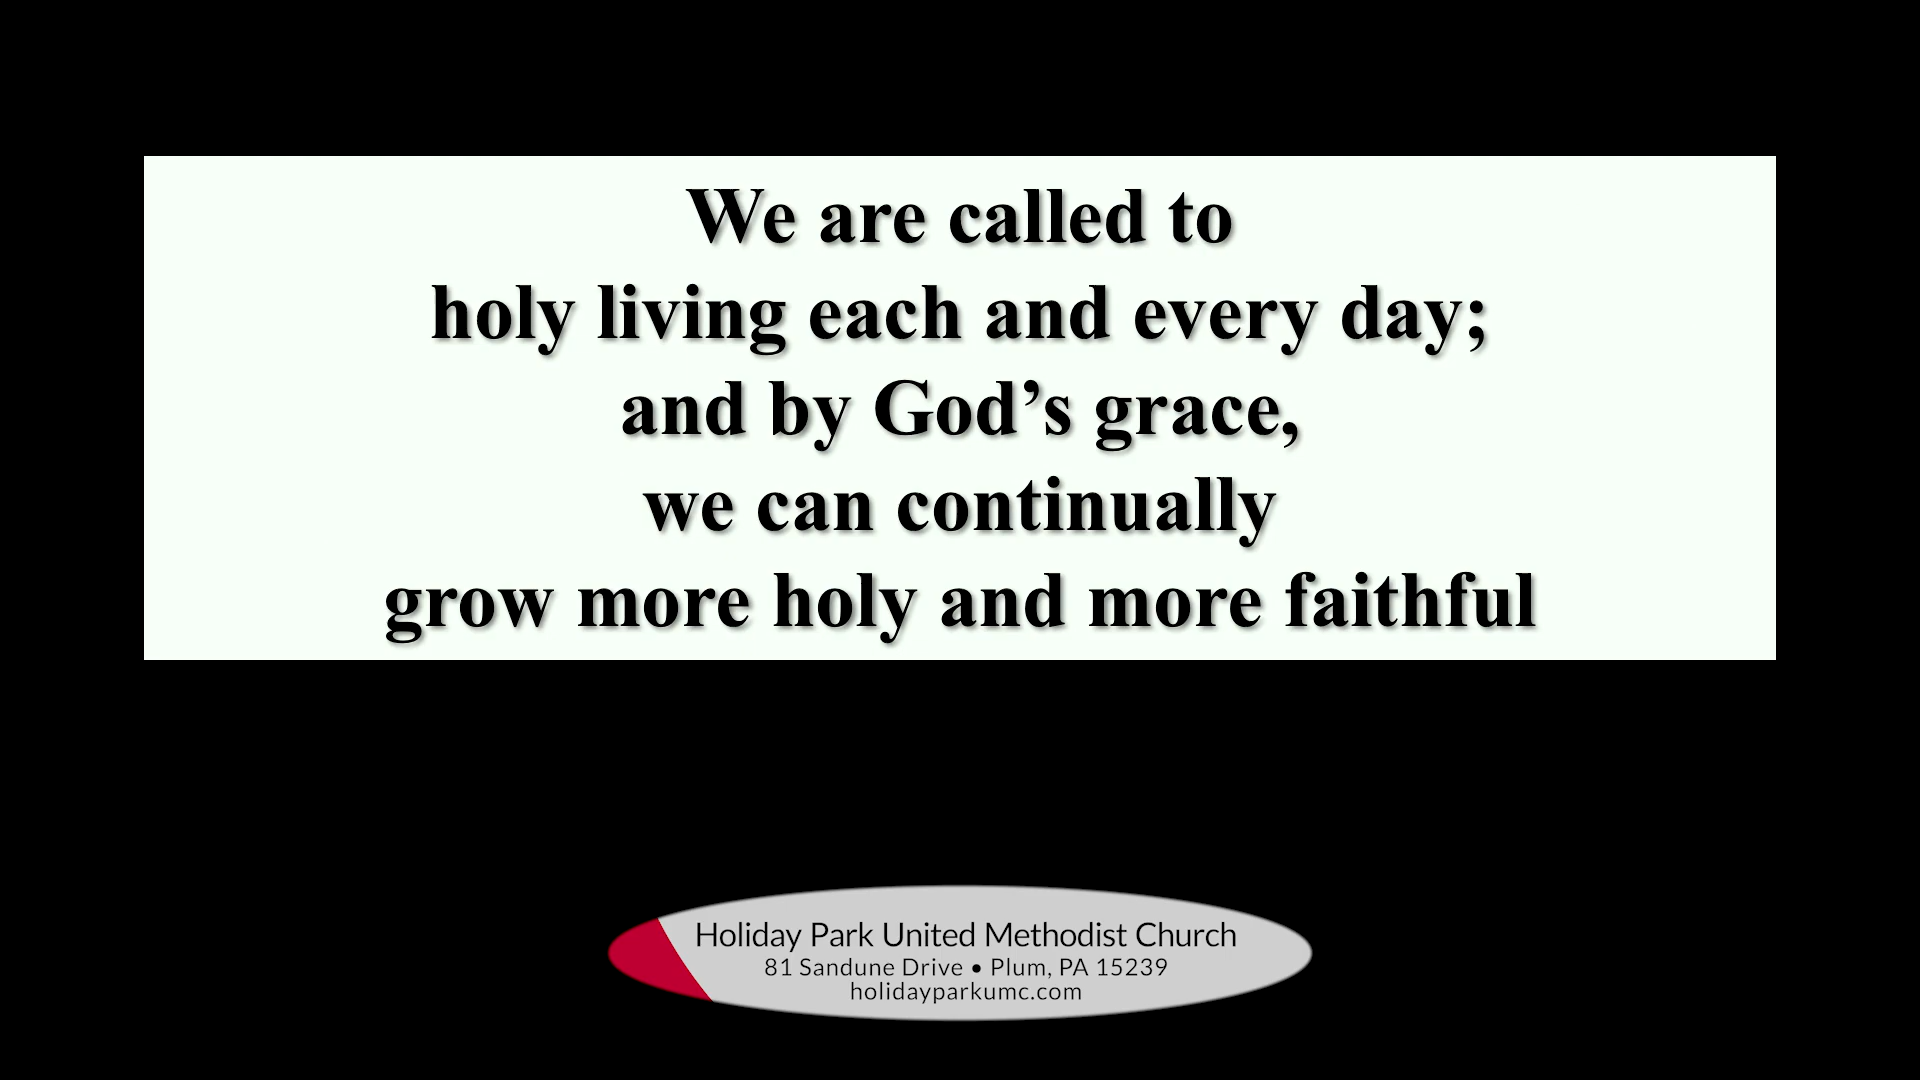 We are called to
holy living each and every day;
and by God’s grace,
we can continually
grow more holy and more faithful
Holiday Park United Methodist Church
81 Sandune Drive • Plum, PA 15239
holidayparkumc.com